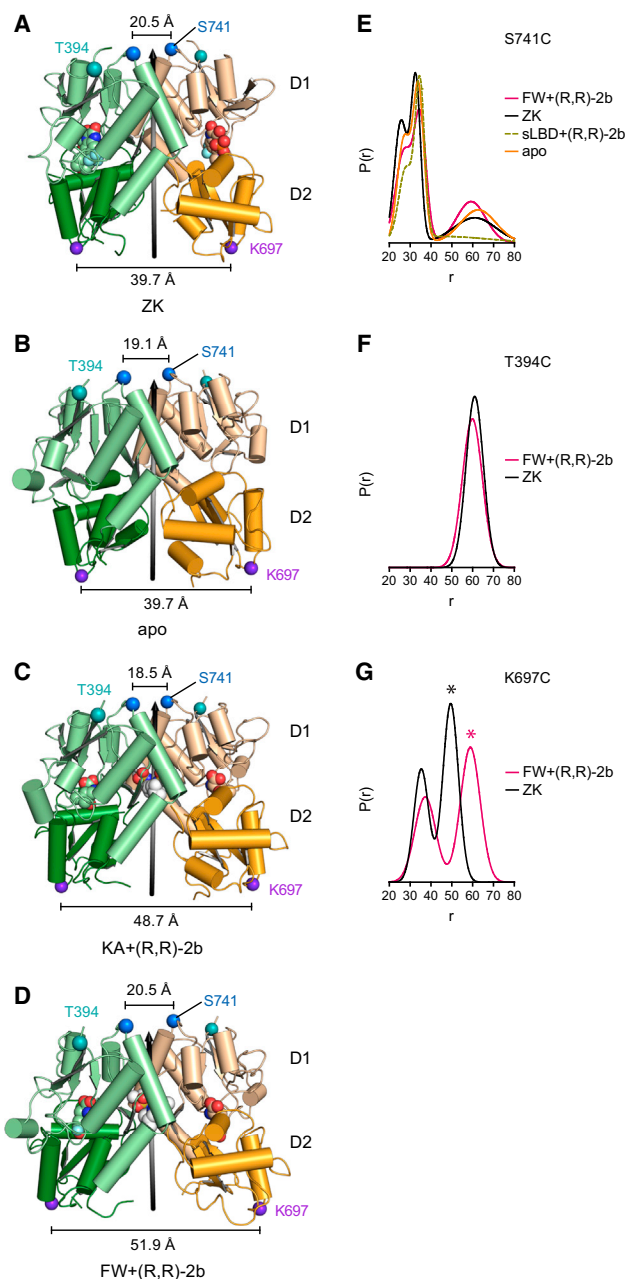 A
20.5 Å
S741
T394
D1
D2
K697
39.7 Å
ZK
B
19.1 Å
S741
T394
D1
D2
K697
39.7 Å
apo
C
18.5 Å
S741
T394
D1
D2
K697
48.7 Å
KA+(R,R)-2b
D
20.5 Å
S741
T394
D1
D2
K697
51.9 Å
FW+(R,R)-2b
E
S741C
FW+(R,R)-2b
ZK
sLBD+(R,R)-2b
apo
P(r)
20 30 40 50 60 70 80
r
F
T394C
FW+(R,R)-2b
ZK
P(r)
20 30 40 50 60 70 80
r
G
K697C
*
*
FW+(R,R)-2b
ZK
P(r)
20 30 40 50 60 70 80
r